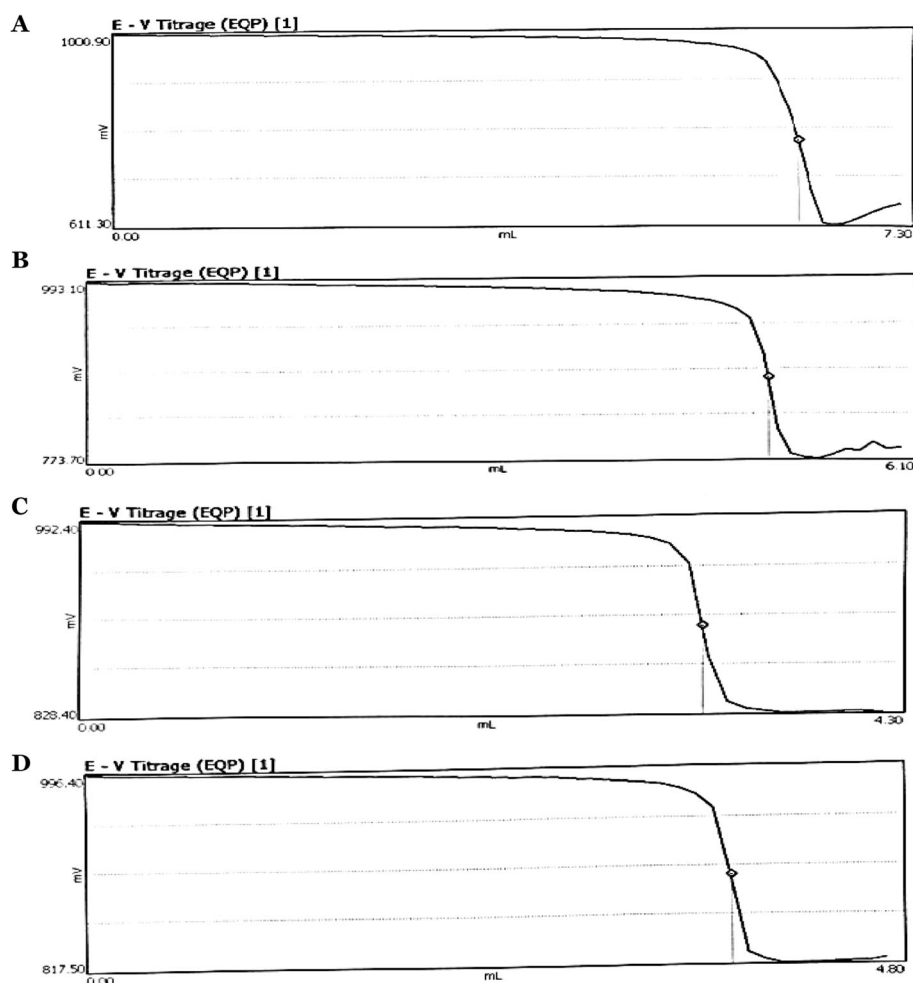 A
E - V Titrage (EQP) [1]
1000.90
mV
611.30
0.00
mL
7.30
B
E - V Titrage (EQP) [1]
993.10
mV
773.70
0.00
mL
6.10
C
E - V Titrage (EQP) [1]
992.40
mV
828.40
0.00
mL
4.30
D
E - V Titrage (EQP) [1]
996.40
mV
817.50
0.00
mL
4.80